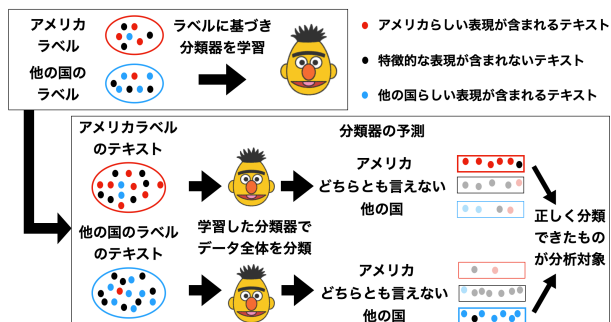 アメリカ
ラベル
他の国の
ラベル
ラベルに基づき
分類器を学習
アメリカらしい表現が含まれるテキスト
特徴的な表現が含まれないテキスト
他の国らしい表現が含まれるテキスト
アメリカラベル
のテキスト
他の国のラベル
のテキスト
学習した分類器で
データ全体を分類
分類器の予測
アメリカ
どちらとも言えない
他の国
アメリカ
どちらとも言えない
他の国
正しく分類
できたもの
が分析対象